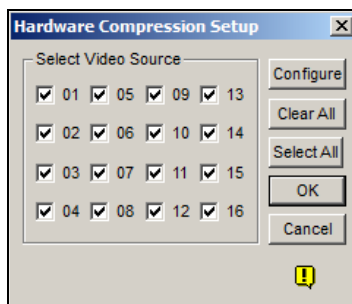 Hardware Compression Setup
Select Video Source
01 05 09 13
02 06 10 14
03 07 11 15
04 08 12 16
Configure
Clear All
Select All
OK
Cancel